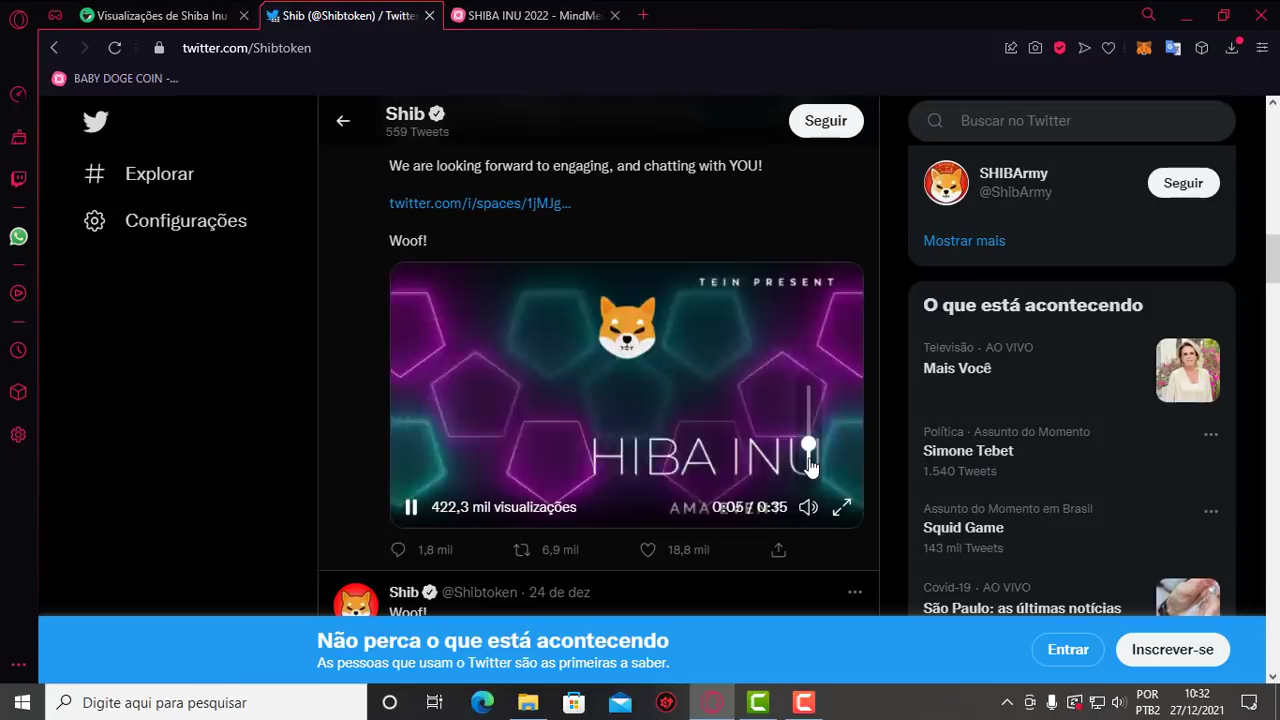 Visualizações de Shiba Inu
Shib (@Shibtoken) / Twitte
SHIBA INU 2022 - MindMe
twitter.com/Shibtoken
BABY DOGE COIN -...
Explorar
Configurações
Shib
559 Tweets
Seguir
We are looking forward to engaging, and chatting with YOU!
twitter.com/i/spaces/1jMJg...
Woof!
TEIN PRESENT
HIBA INU
422,3 mil visualizações
0:05 / 0:35
1,8 mil
6,9 mil
18,8 mil
Shib @Shibtoken · 24 de dez
Woof!
Buscar no Twitter
SHIBArmy
@ShibArmy
Seguir
Mostrar mais
O que está acontecendo
Televisão · AO VIVO
Mais Você
Política · Assunto do Momento
Simone Tebet
1.540 Tweets
Assunto do Momento em Brasil
Squid Game
143 mil Tweets
Covid-19 · AO VIVO
São Paulo: as últimas notícias
Não perca o que está acontecendo
As pessoas que usam o Twitter são as primeiras a saber.
Entrar
Inscrever-se
Digite aqui para pesquisar
POR
PTB2
10:32
27/12/2021